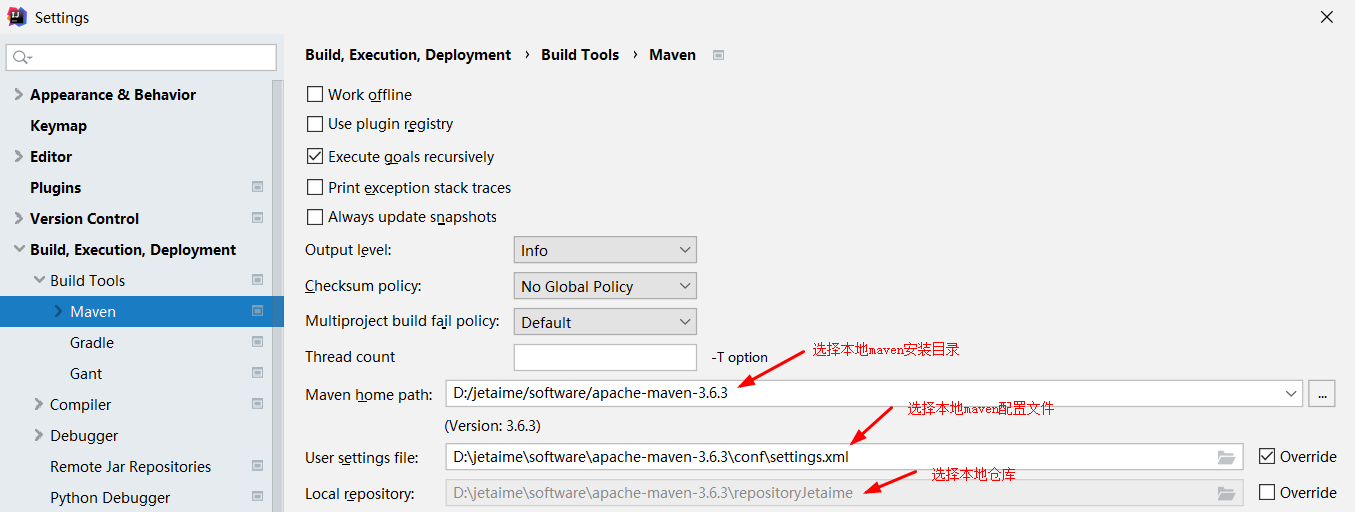 Settings
Build, Execution, Deployment › Build Tools › Maven
Appearance & Behavior
Keymap
Editor
Plugins
Version Control
Build, Execution, Deployment
Build Tools
Maven
Gradle
Gant
Compiler
Debugger
Remote Jar Repositories
Python Debugger
Work offline
Use plugin registry
Execute goals recursively
Print exception stack traces
Always update snapshots
Output level: Info
Checksum policy: No Global Policy
Multiproject build fail policy: Default
Thread count -T option
选择本地maven安装目录
Maven home path: D:/jetaime/software/apache-maven-3.6.3 ...
选择本地maven配置文件
(Version: 3.6.3)
User settings file: D:\jetaime\software\apache-maven-3.6.3\conf\settings.xml Override
选择本地仓库
Local repository: D:\jetaime\software\apache-maven-3.6.3\repositoryJetaime Override